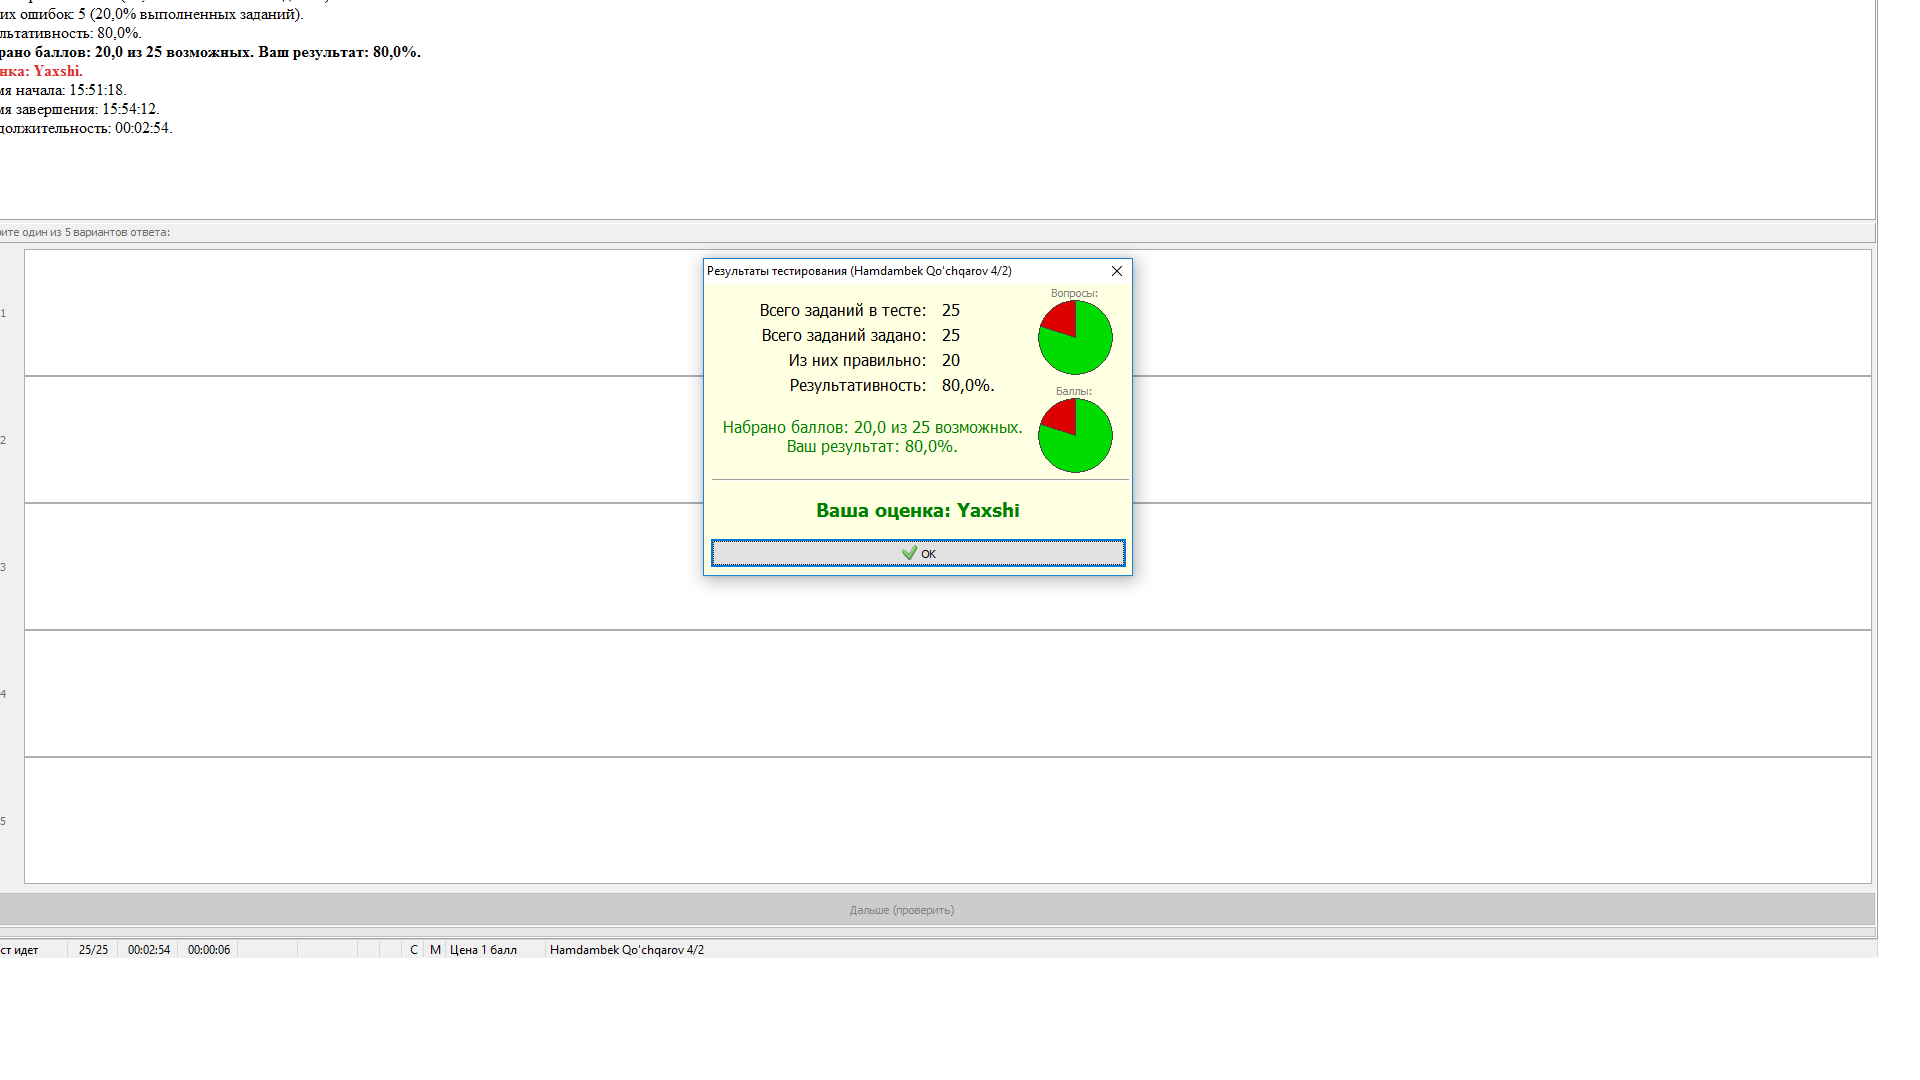 их ошибок: 5 (20,0% выполненных заданий).
льтативность: 80,0%.
рано баллов: 20,0 из 25 возможных. Ваш результат: 80,0%.
нка: Yaxshi.
мя начала: 15:51:18.
мя завершения: 15:54:12.
должительность: 00:02:54.
ите один из 5 вариантов ответа:
Результаты тестирования (Hamdambek Qo'chqarov 4/2)
Вопросы:
Всего заданий в тесте: 25
Всего заданий задано: 25
Из них правильно: 20
Результативность: 80,0%.
Баллы:
Набрано баллов: 20,0 из 25 возможных.
Ваш результат: 80,0%.
Ваша оценка: Yaxshi
OK
1
2
3
4
5
Дальше (проверить)
ст идет 25/25 00:02:54 00:00:06 С М Цена 1 балл Hamdambek Qo'chqarov 4/2